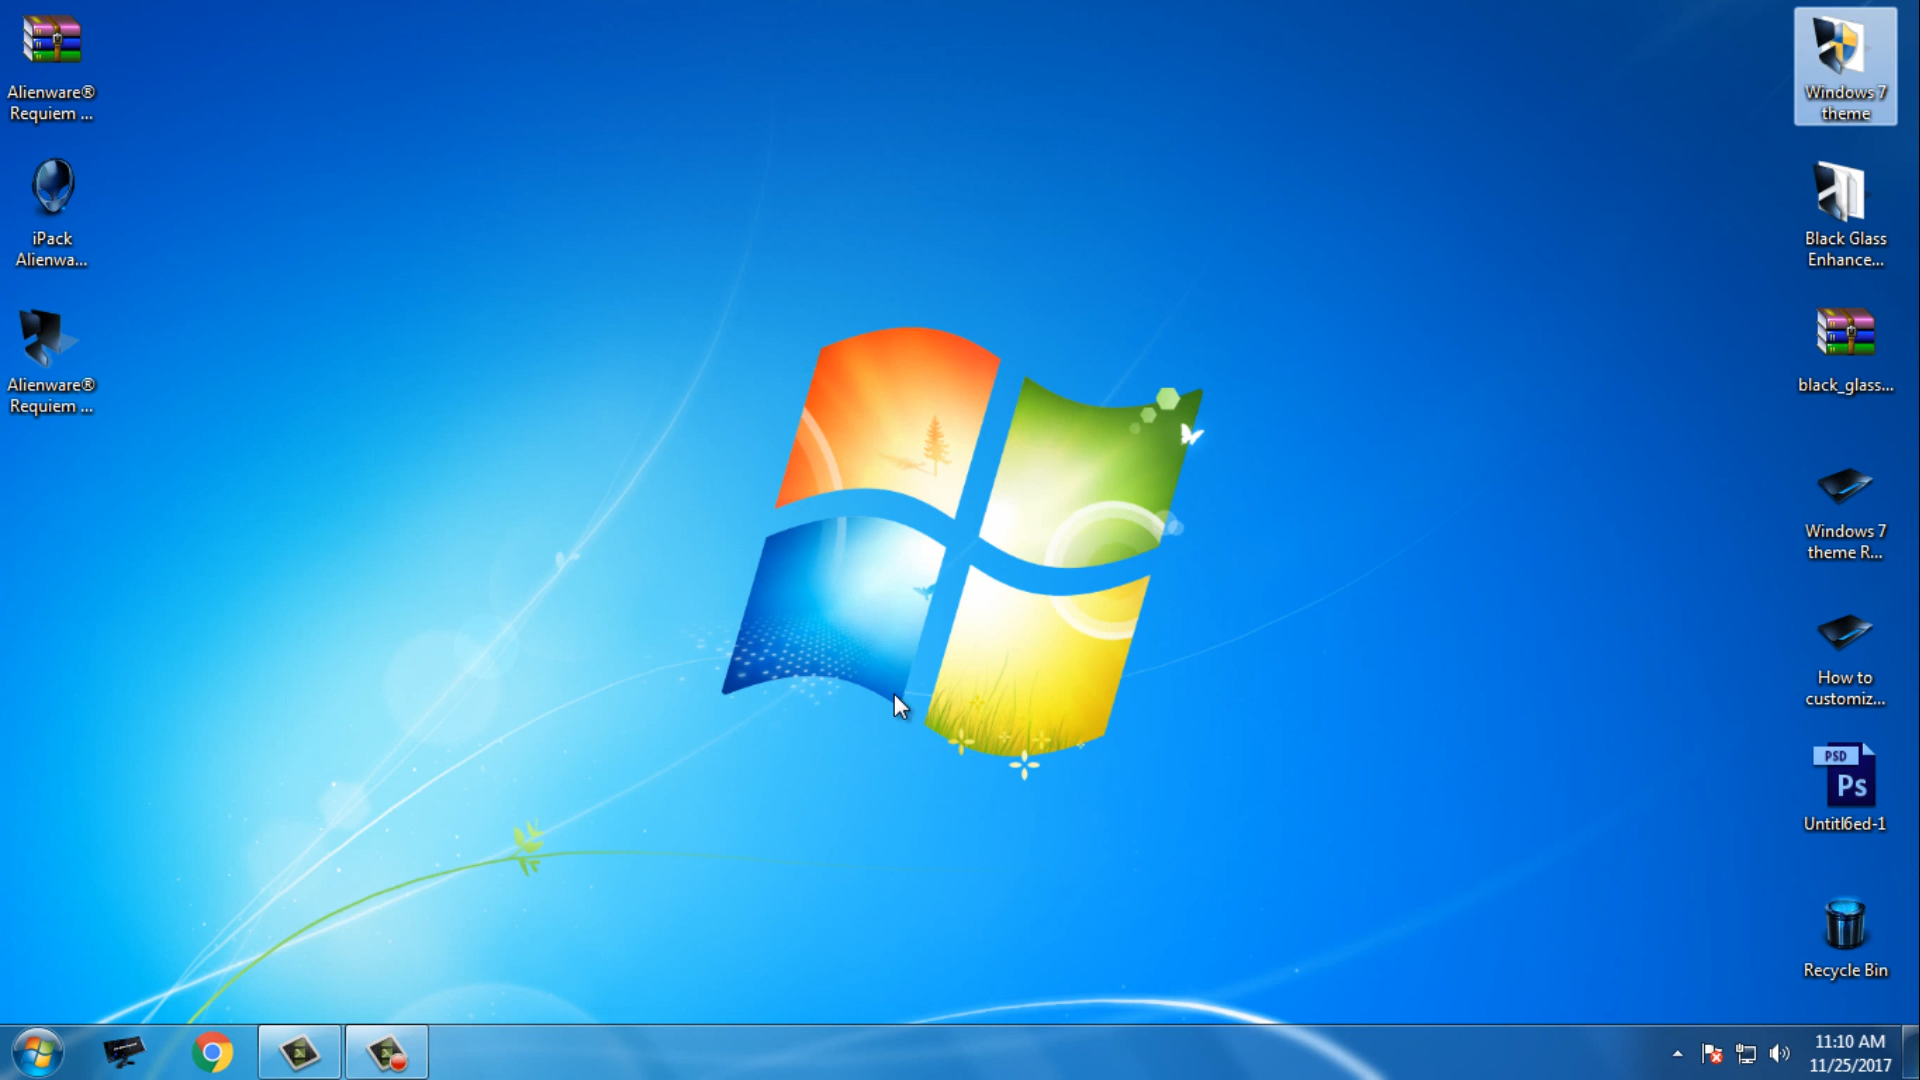 Alienware®
Requiem ...
iPack
Alienwa...
Alienware®
Requiem ...
Windows 7
theme
Black Glass
Enhance...
black_glass...
Windows 7
theme R...
How to
customiz...
PSD
Ps
Untitl6ed-1
Recycle Bin
11:10 AM
11/25/2017